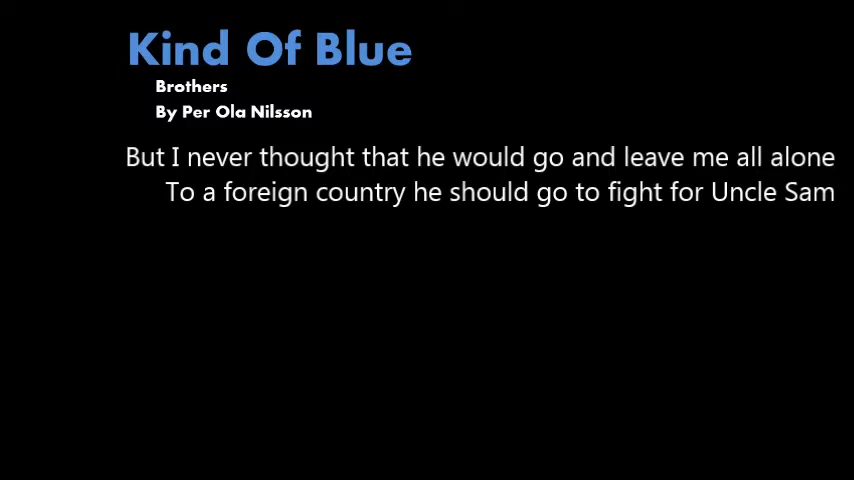 Kind Of Blue
Brothers
By Per Ola Nilsson
But I never thought that he would go and leave me all alone
To a foreign country he should go to fight for Uncle Sam